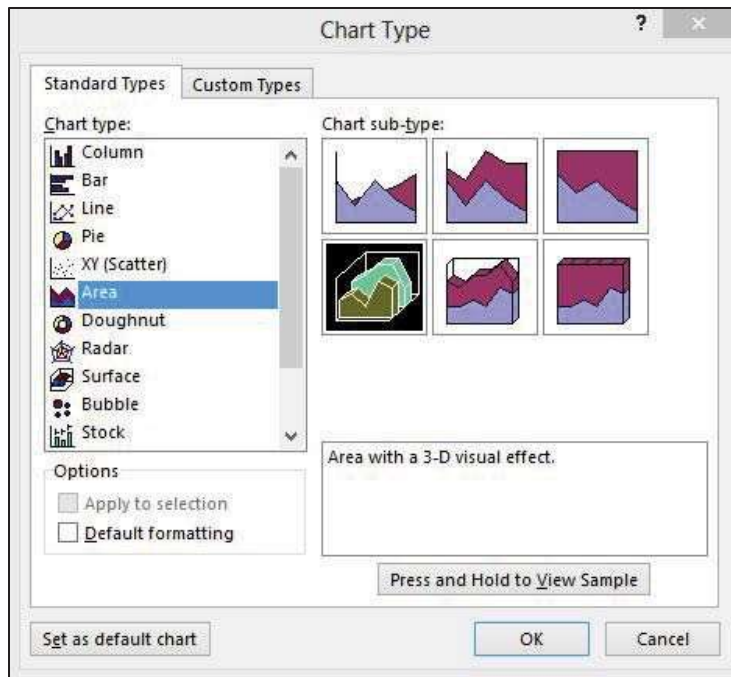 Chart Type
?
Standard Types
Custom Types
Chart type:
Column
Bar
Line
Pie
XY (Scatter)
Area
Doughnut
Radar
Surface
Bubble
Stock
Options
Apply to selection
Default formatting
Chart sub-type:
Area with a 3-D visual effect.
Press and Hold to View Sample
Set as default chart
OK
Cancel